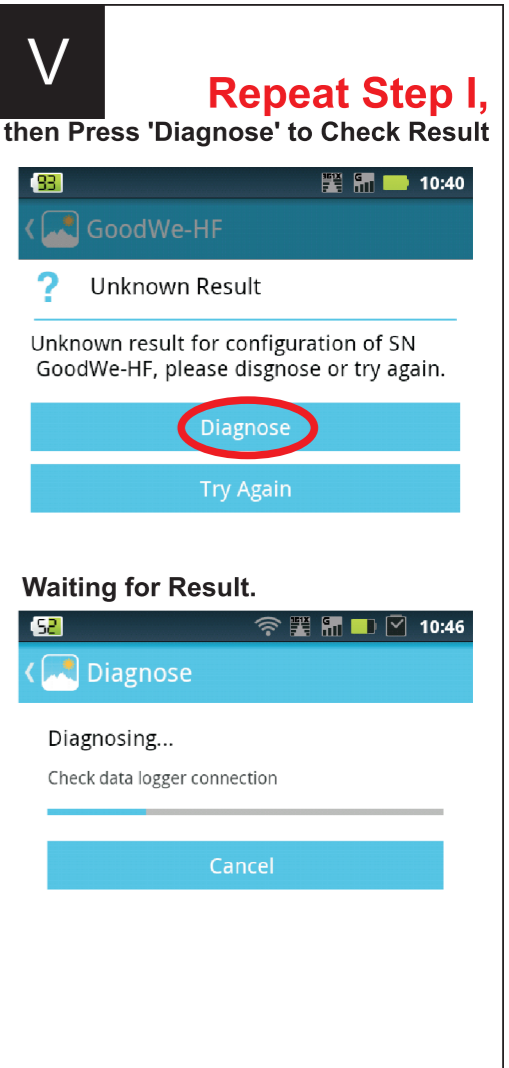 V
Repeat Step I,
then Press 'Diagnose' to Check Result
93
10:40
GoodWe-HF
? Unknown Result
Unknown result for configuration of SN
GoodWe-HF, please disgnose or try again.
Diagnose
Try Again
Waiting for Result.
52
10:46
Diagnose
Diagnosing...
Check data logger connection
Cancel